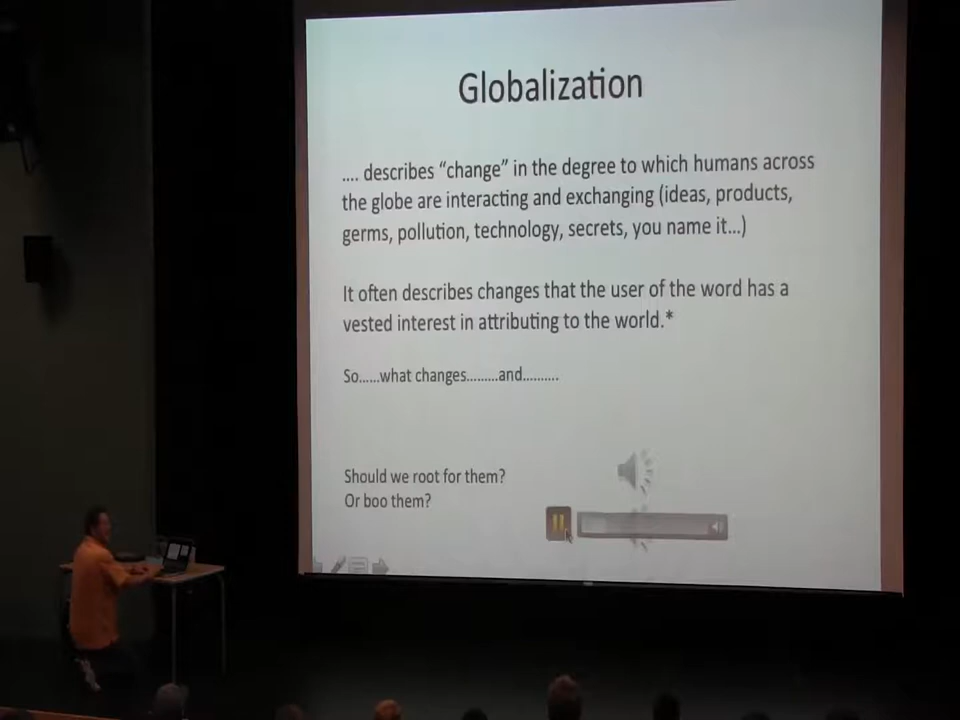 Globalization
.... describes “change” in the degree to which humans across
the globe are interacting and exchanging (ideas, products,
germs, pollution, technology, secrets, you name it...)
It often describes changes that the user of the word has a
vested interest in attributing to the world.*
So......what changes.........and..........
Should we root for them?
Or boo them?